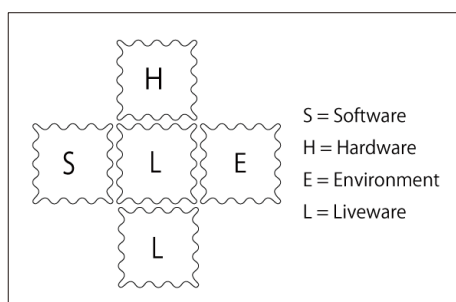 H
S L E
L
S = Software
H = Hardware
E = Environment
L = Liveware